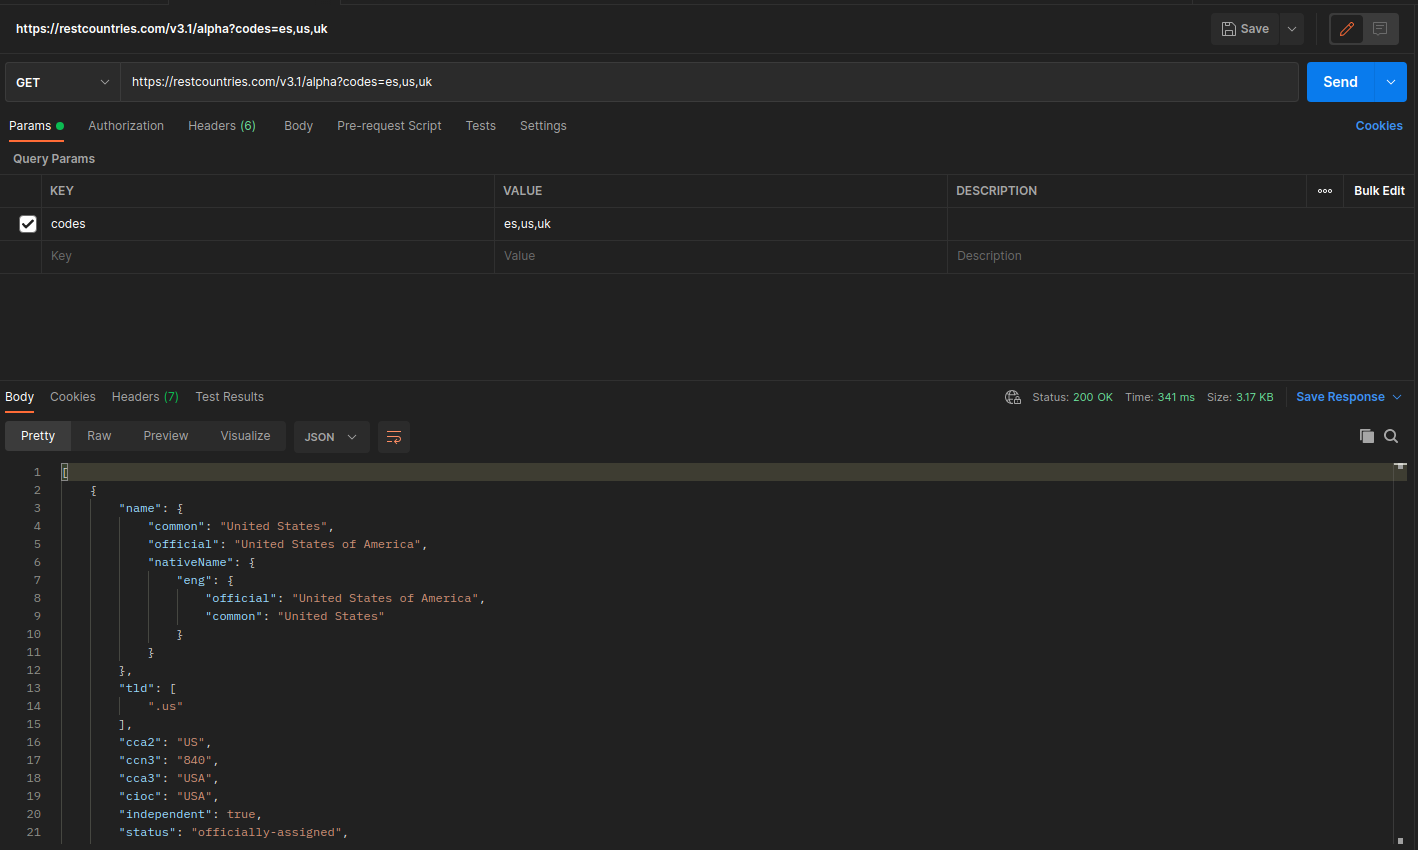 https://restcountries.com/v3.1/alpha?codes=es,us,uk Save
GET https://restcountries.com/v3.1/alpha?codes=es,us,uk Send
Params Authorization Headers (6) Body Pre-request Script Tests Settings Cookies
Query Params
KEY VALUE DESCRIPTION Bulk Edit
codes es,us,uk
Key Value Description
Body Cookies Headers (7) Test Results Status: 200 OK Time: 341 ms Size: 3.17 KB Save Response
Pretty Raw Preview Visualize JSON
1 [
2 {
3 "name": {
4 "common": "United States",
5 "official": "United States of America",
6 "nativeName": {
7 "eng": {
8 "official": "United States of America",
9 "common": "United States"
10 }
11 }
12 },
13 "tld": [
14 ".us"
15 ],
16 "cca2": "US",
17 "ccn3": "840",
18 "cca3": "USA",
19 "cioc": "USA",
20 "independent": true,
21 "status": "officially-assigned",